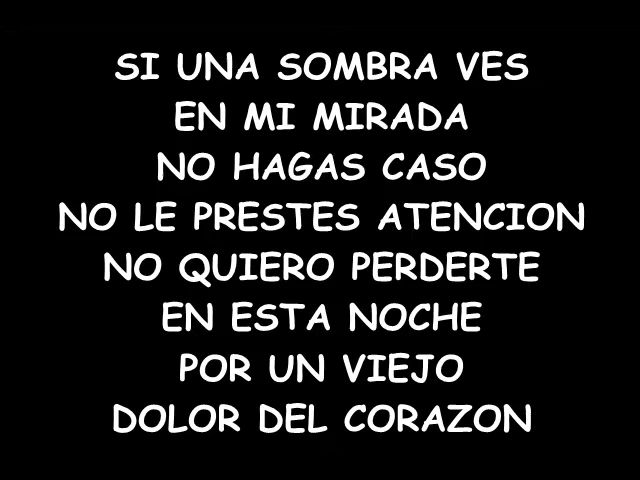 SI UNA SOMBRA VES
EN MI MIRADA
NO HAGAS CASO
NO LE PRESTES ATENCION
NO QUIERO PERDERTE
EN ESTA NOCHE
POR UN VIEJO
DOLOR DEL CORAZON